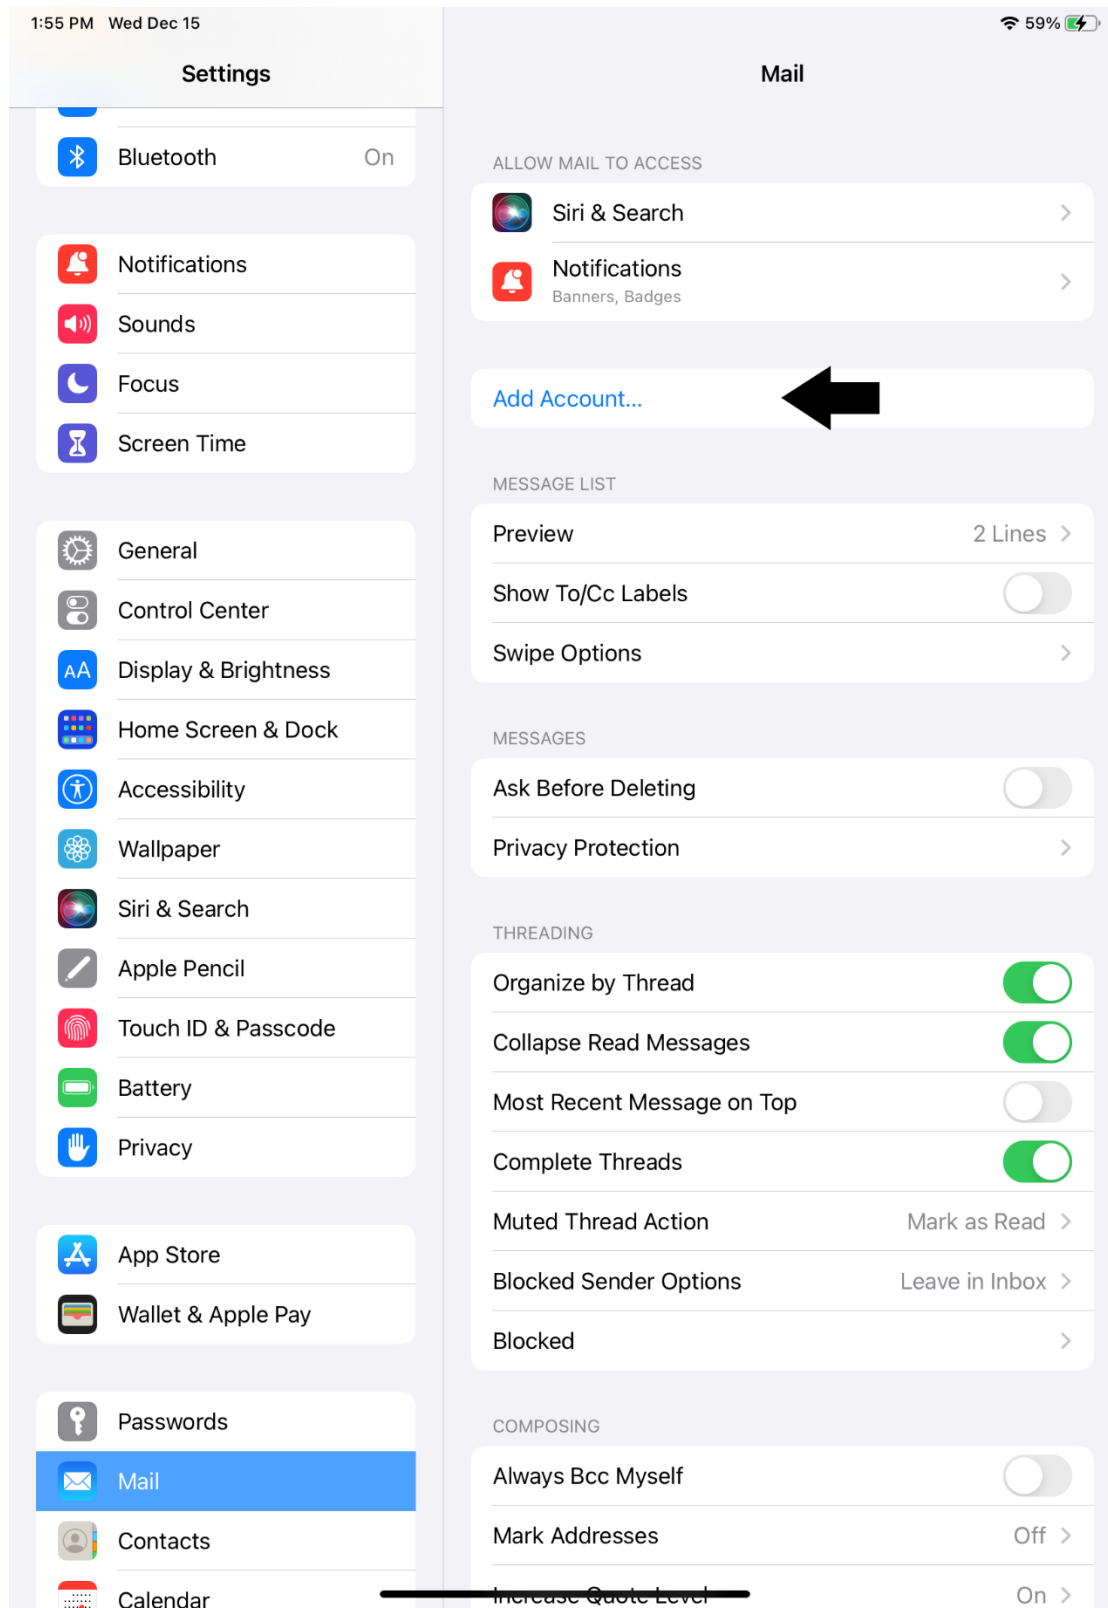 1:55 PM Wed Dec 15
59%
Settings
Bluetooth On
Notifications
Sounds
Focus
Screen Time
General
Control Center
AA Display & Brightness
Home Screen & Dock
Accessibility
Wallpaper
Siri & Search
Apple Pencil
Touch ID & Passcode
Battery
Privacy
App Store
Wallet & Apple Pay
Passwords
Mail
Contacts
Calendar
Mail
ALLOW MAIL TO ACCESS
Siri & Search
Notifications
Banners, Badges
Add Account...
MESSAGE LIST
Preview 2 Lines
Show To/Cc Labels
Swipe Options
MESSAGES
Ask Before Deleting
Privacy Protection
THREADING
Organize by Thread
Collapse Read Messages
Most Recent Message on Top
Complete Threads
Muted Thread Action Mark as Read
Blocked Sender Options Leave in Inbox
Blocked
COMPOSING
Always Bcc Myself
Mark Addresses Off
Increase Quote Level On